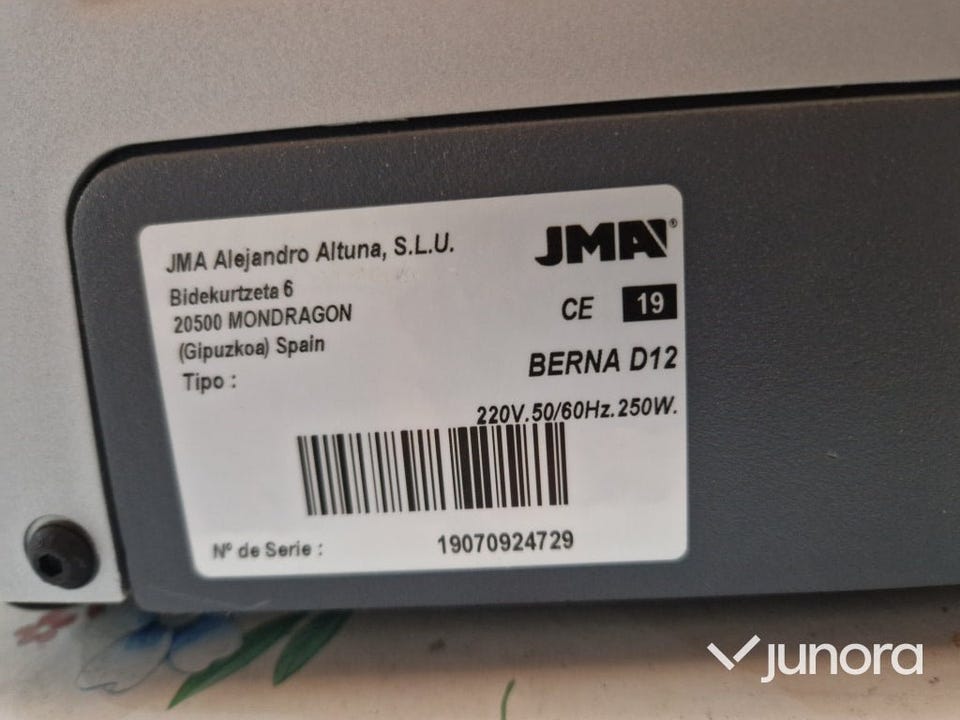 JMA Alejandro Altuna, S.L.U.
JMA®
Bidekurtzeta 6
20500 MONDRAGON
(Gipuzkoa) Spain
CE 19
Tipo :
BERNA D12
220V.50/60Hz.250W.
Nº de Serie : 19070924729
junora